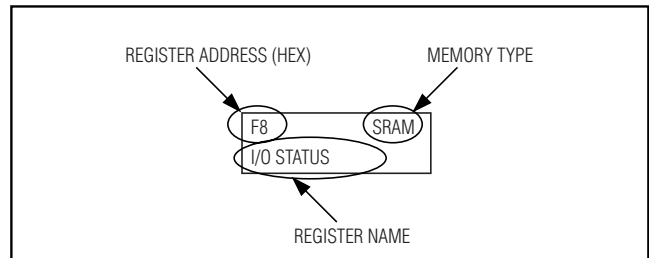 REGISTER ADDRESS (HEX) MEMORY TYPE
F8 SRAM
I/O STATUS
REGISTER NAME